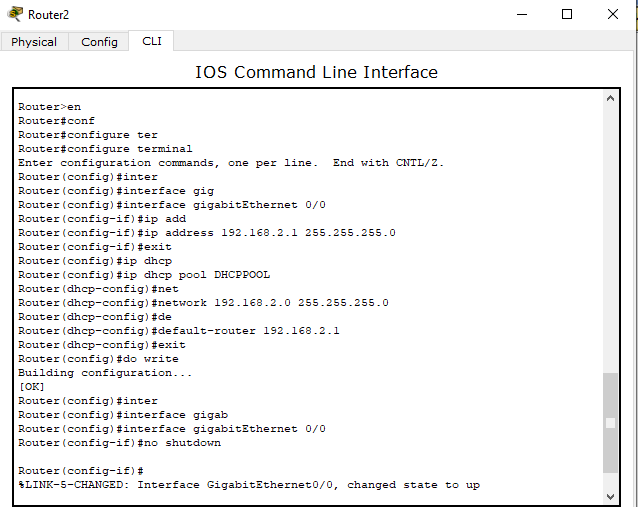 Router2
Physical Config CLI
IOS Command Line Interface
Router>en
Router#conf
Router#configure ter
Router#configure terminal
Enter configuration commands, one per line.  End with CNTL/Z.
Router(config)#inter
Router(config)#interface gig
Router(config)#interface gigabitEthernet 0/0
Router(config-if)#ip add
Router(config-if)#ip address 192.168.2.1 255.255.255.0
Router(config-if)#exit
Router(config)#ip dhcp
Router(config)#ip dhcp pool DHCPPOOL
Router(dhcp-config)#net
Router(dhcp-config)#network 192.168.2.0 255.255.255.0
Router(dhcp-config)#de
Router(dhcp-config)#default-router 192.168.2.1
Router(dhcp-config)#exit
Router(config)#do write
Building configuration...
[OK]
Router(config)#inter
Router(config)#interface gigab
Router(config)#interface gigabitEthernet 0/0
Router(config-if)#no shutdown
Router(config-if)#
%LINK-5-CHANGED: Interface GigabitEthernet0/0, changed state to up